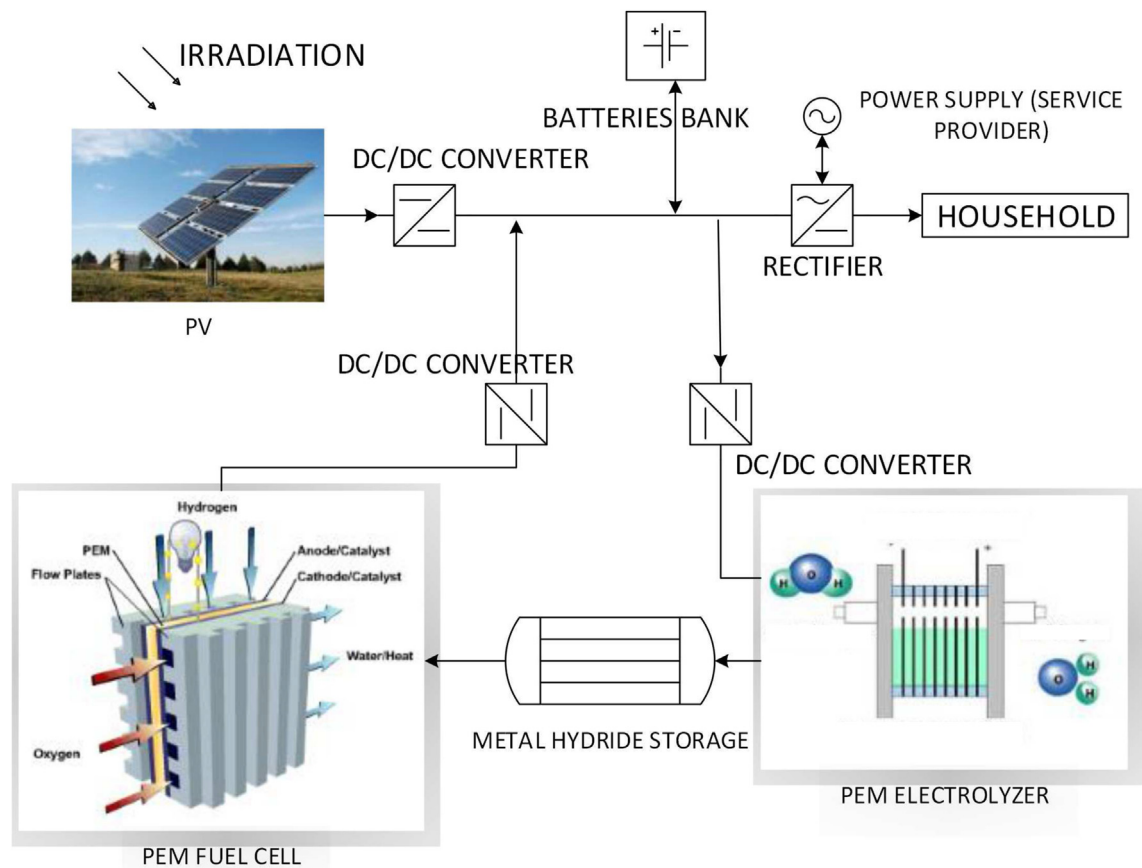 IRRADIATION
+ -
BATTERIES BANK
POWER SUPPLY (SERVICE
PROVIDER)
DC/DC CONVERTER
HOUSEHOLD
RECTIFIER
PV
DC/DC CONVERTER
DC/DC CONVERTER
Hydrogen
PEM
Anode/Catalyst
Flow Plates
Cathode/Catalyst
Water/Heat
Oxygen
PEM FUEL CELL
METAL HYDRIDE STORAGE
- +
H O H
O H
H
PEM ELECTROLYZER